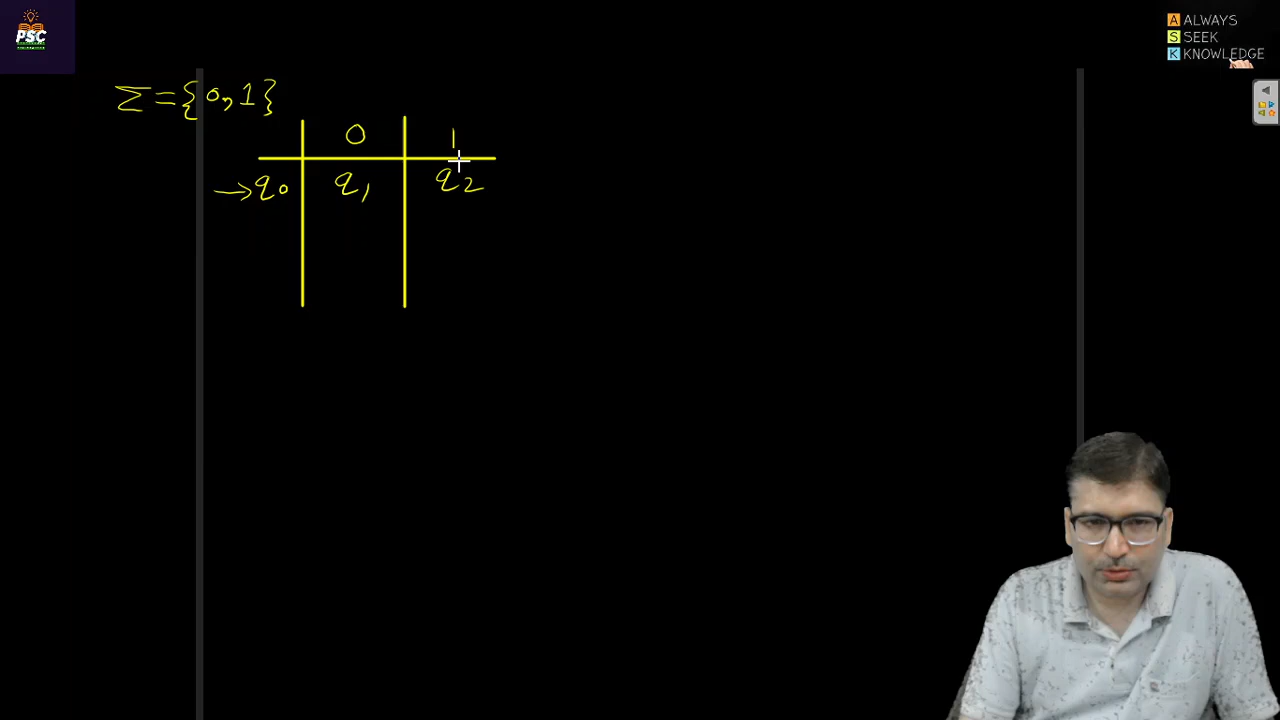 PSC
A ALWAYS
S SEEK
K KNOWLEDGE
Σ={0,1}
0 1
→q0 q1 q2